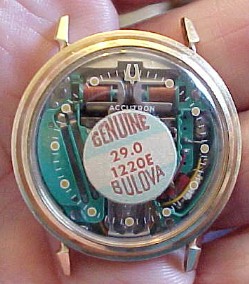 ACCUTRON
GENUINE
29.0
1220E
BULOVA